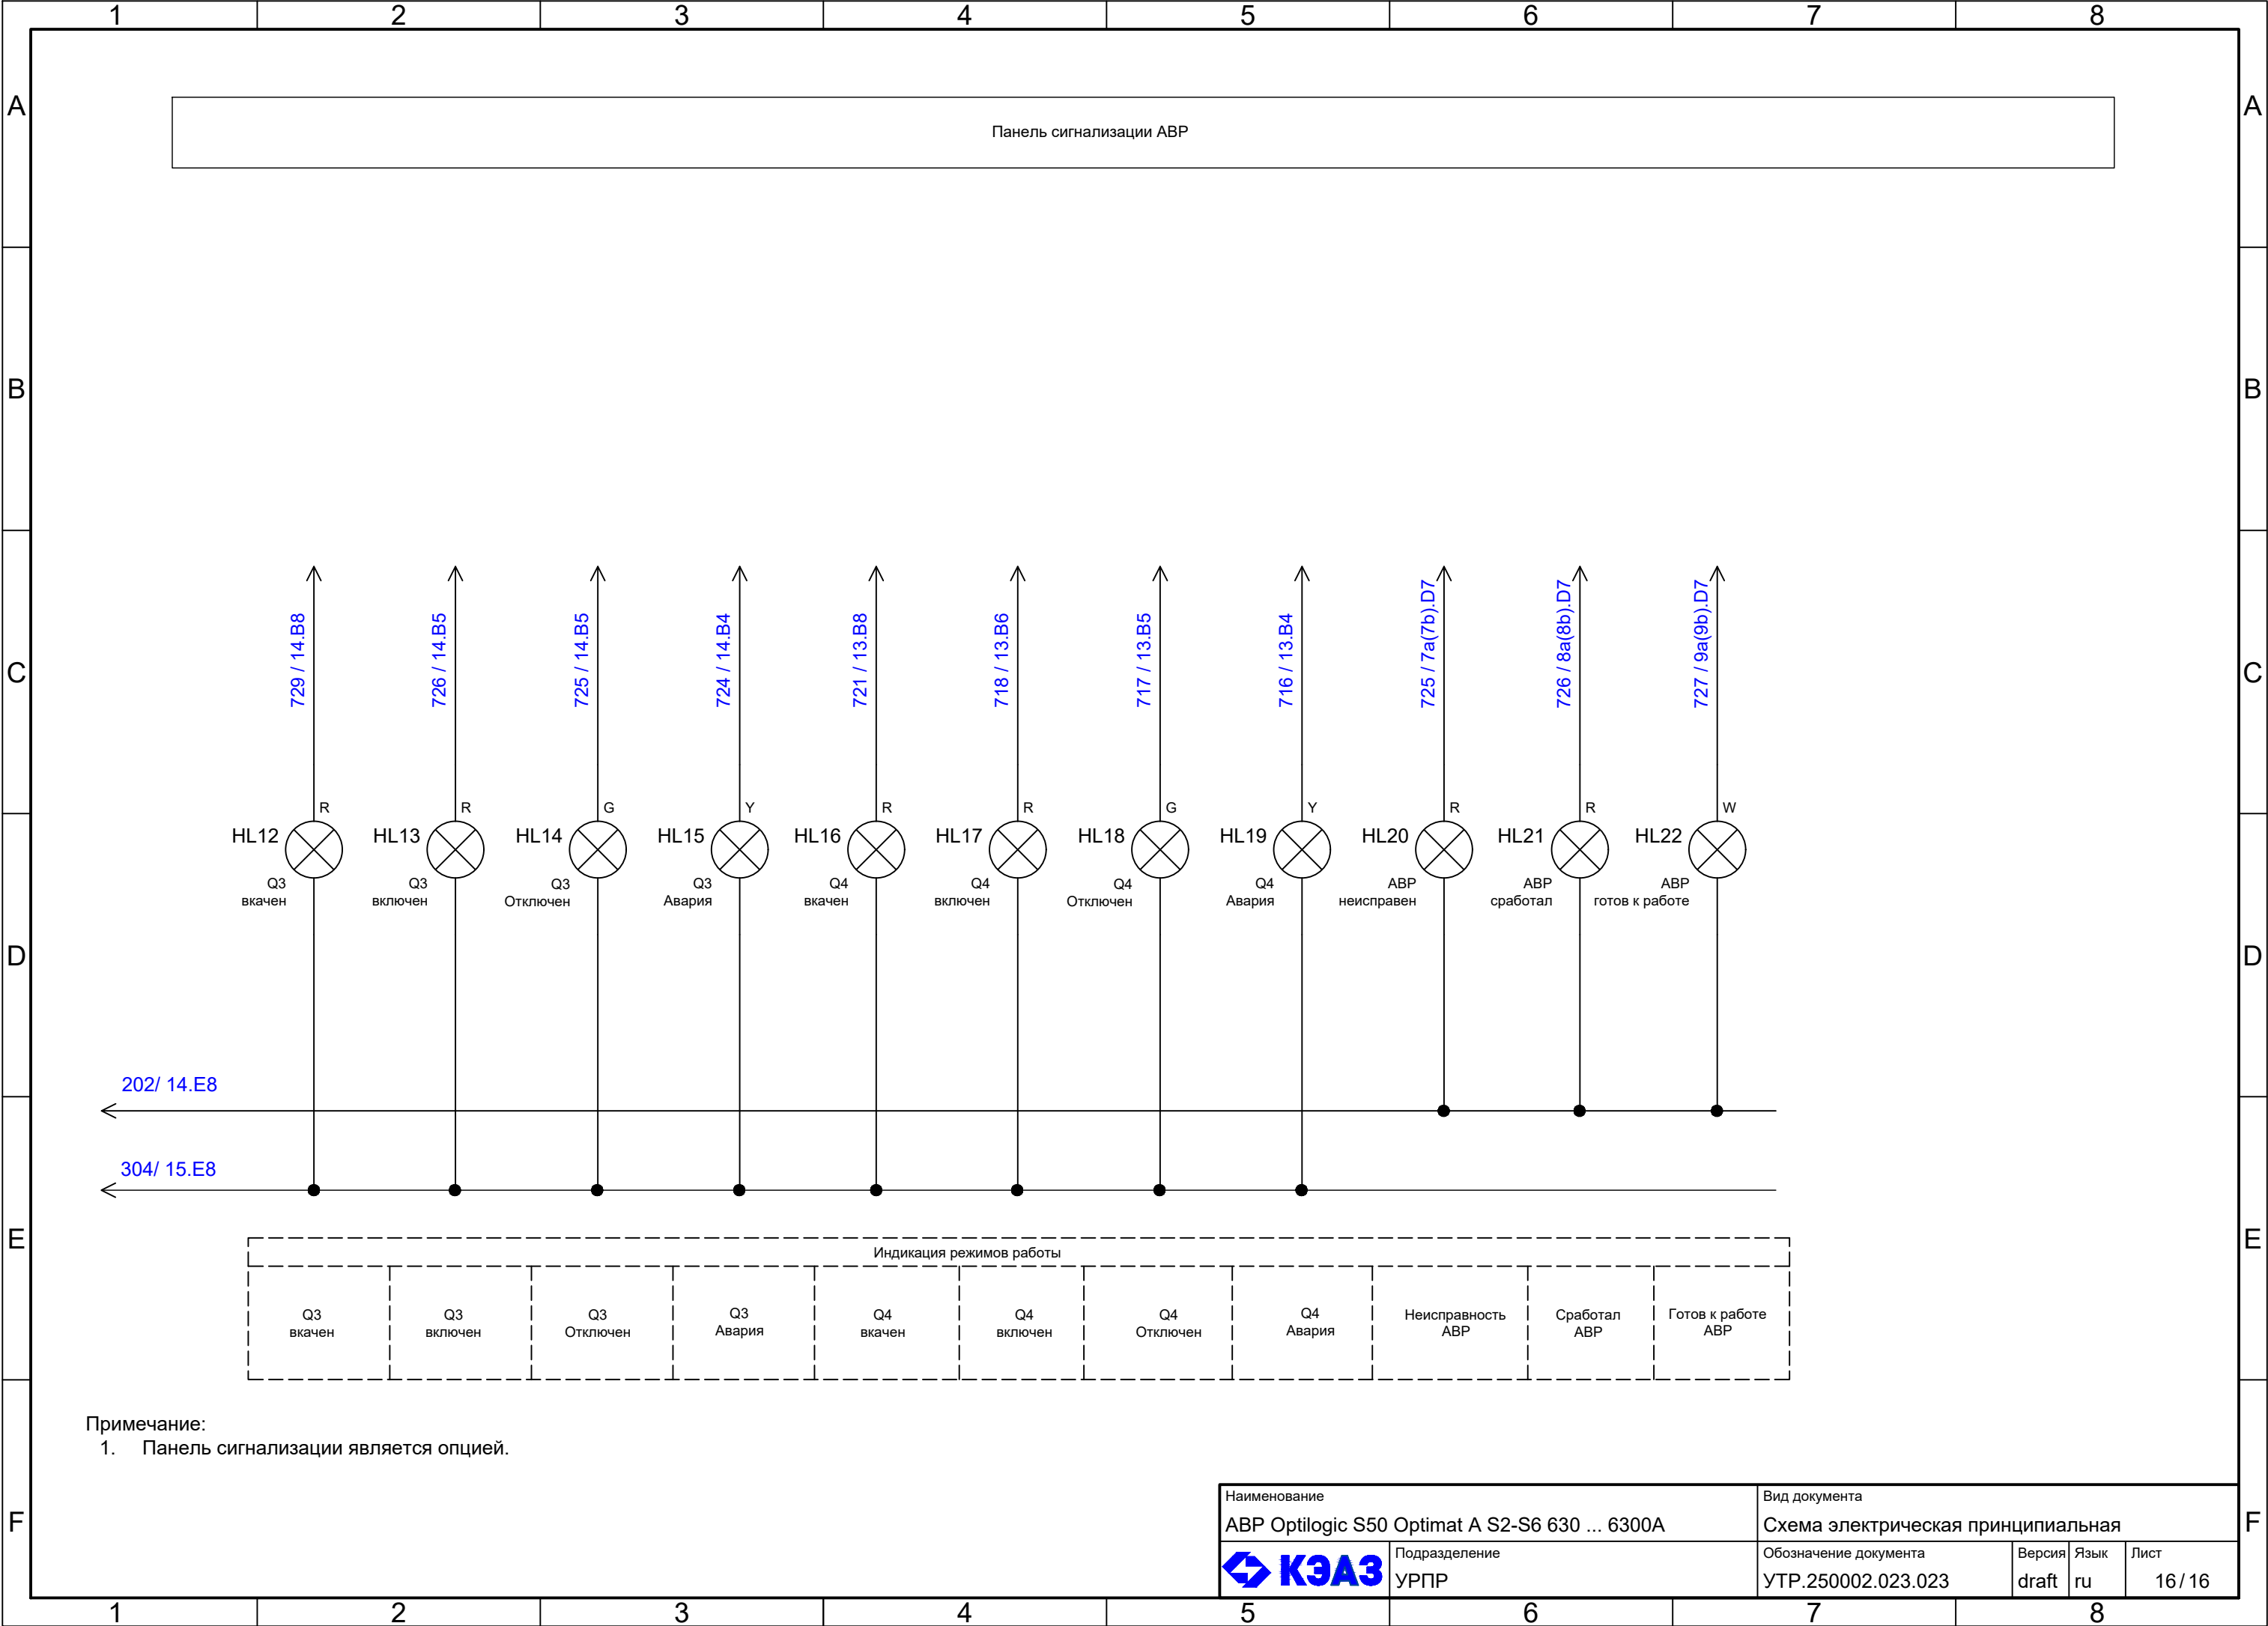 1 2 3 4 5 6 7 8
A A
Панель сигнализации АВР
B B
C C
729 / 14.B8
726 / 14.B5
725 / 14.B5
724 / 14.B4
721 / 13.B8
718 / 13.B6
717 / 13.B5
716 / 13.B4
725 / 7a(7b).D7
726 / 8a(8b).D7
727 / 9a(9b).D7
R R G Y R R G Y R R W
HL12 HL13 HL14 HL15 HL16 HL17 HL18 HL19 HL20 HL21 HL22
Q3 Q3 Q3 Q3 Q4 Q4 Q4 Q4 АВР АВР АВР
вкачен включен Отключен Авария вкачен включен Отключен Авария неисправен сработал готов к работе
D D
202/ 14.E8
304/ 15.E8
E E
Индикация режимов работы
Q3 Q3 Q3 Q3 Q4 Q4 Q4 Q4 Неисправность Сработал Готов к работе
вкачен включен Отключен Авария вкачен включен Отключен Авария АВР АВР АВР
Примечание:
1. Панель сигнализации является опцией.
F F
Наименование Вид документа
АВР Optilogic S50 Optimat A S2-S6 630 ... 6300A Схема электрическая принципиальная
КЭАЗ Подразделение Обозначение документа Версия Язык Лист
УРПР УТР.250002.023.023 draft ru 16 / 16
1 2 3 4 5 6 7 8